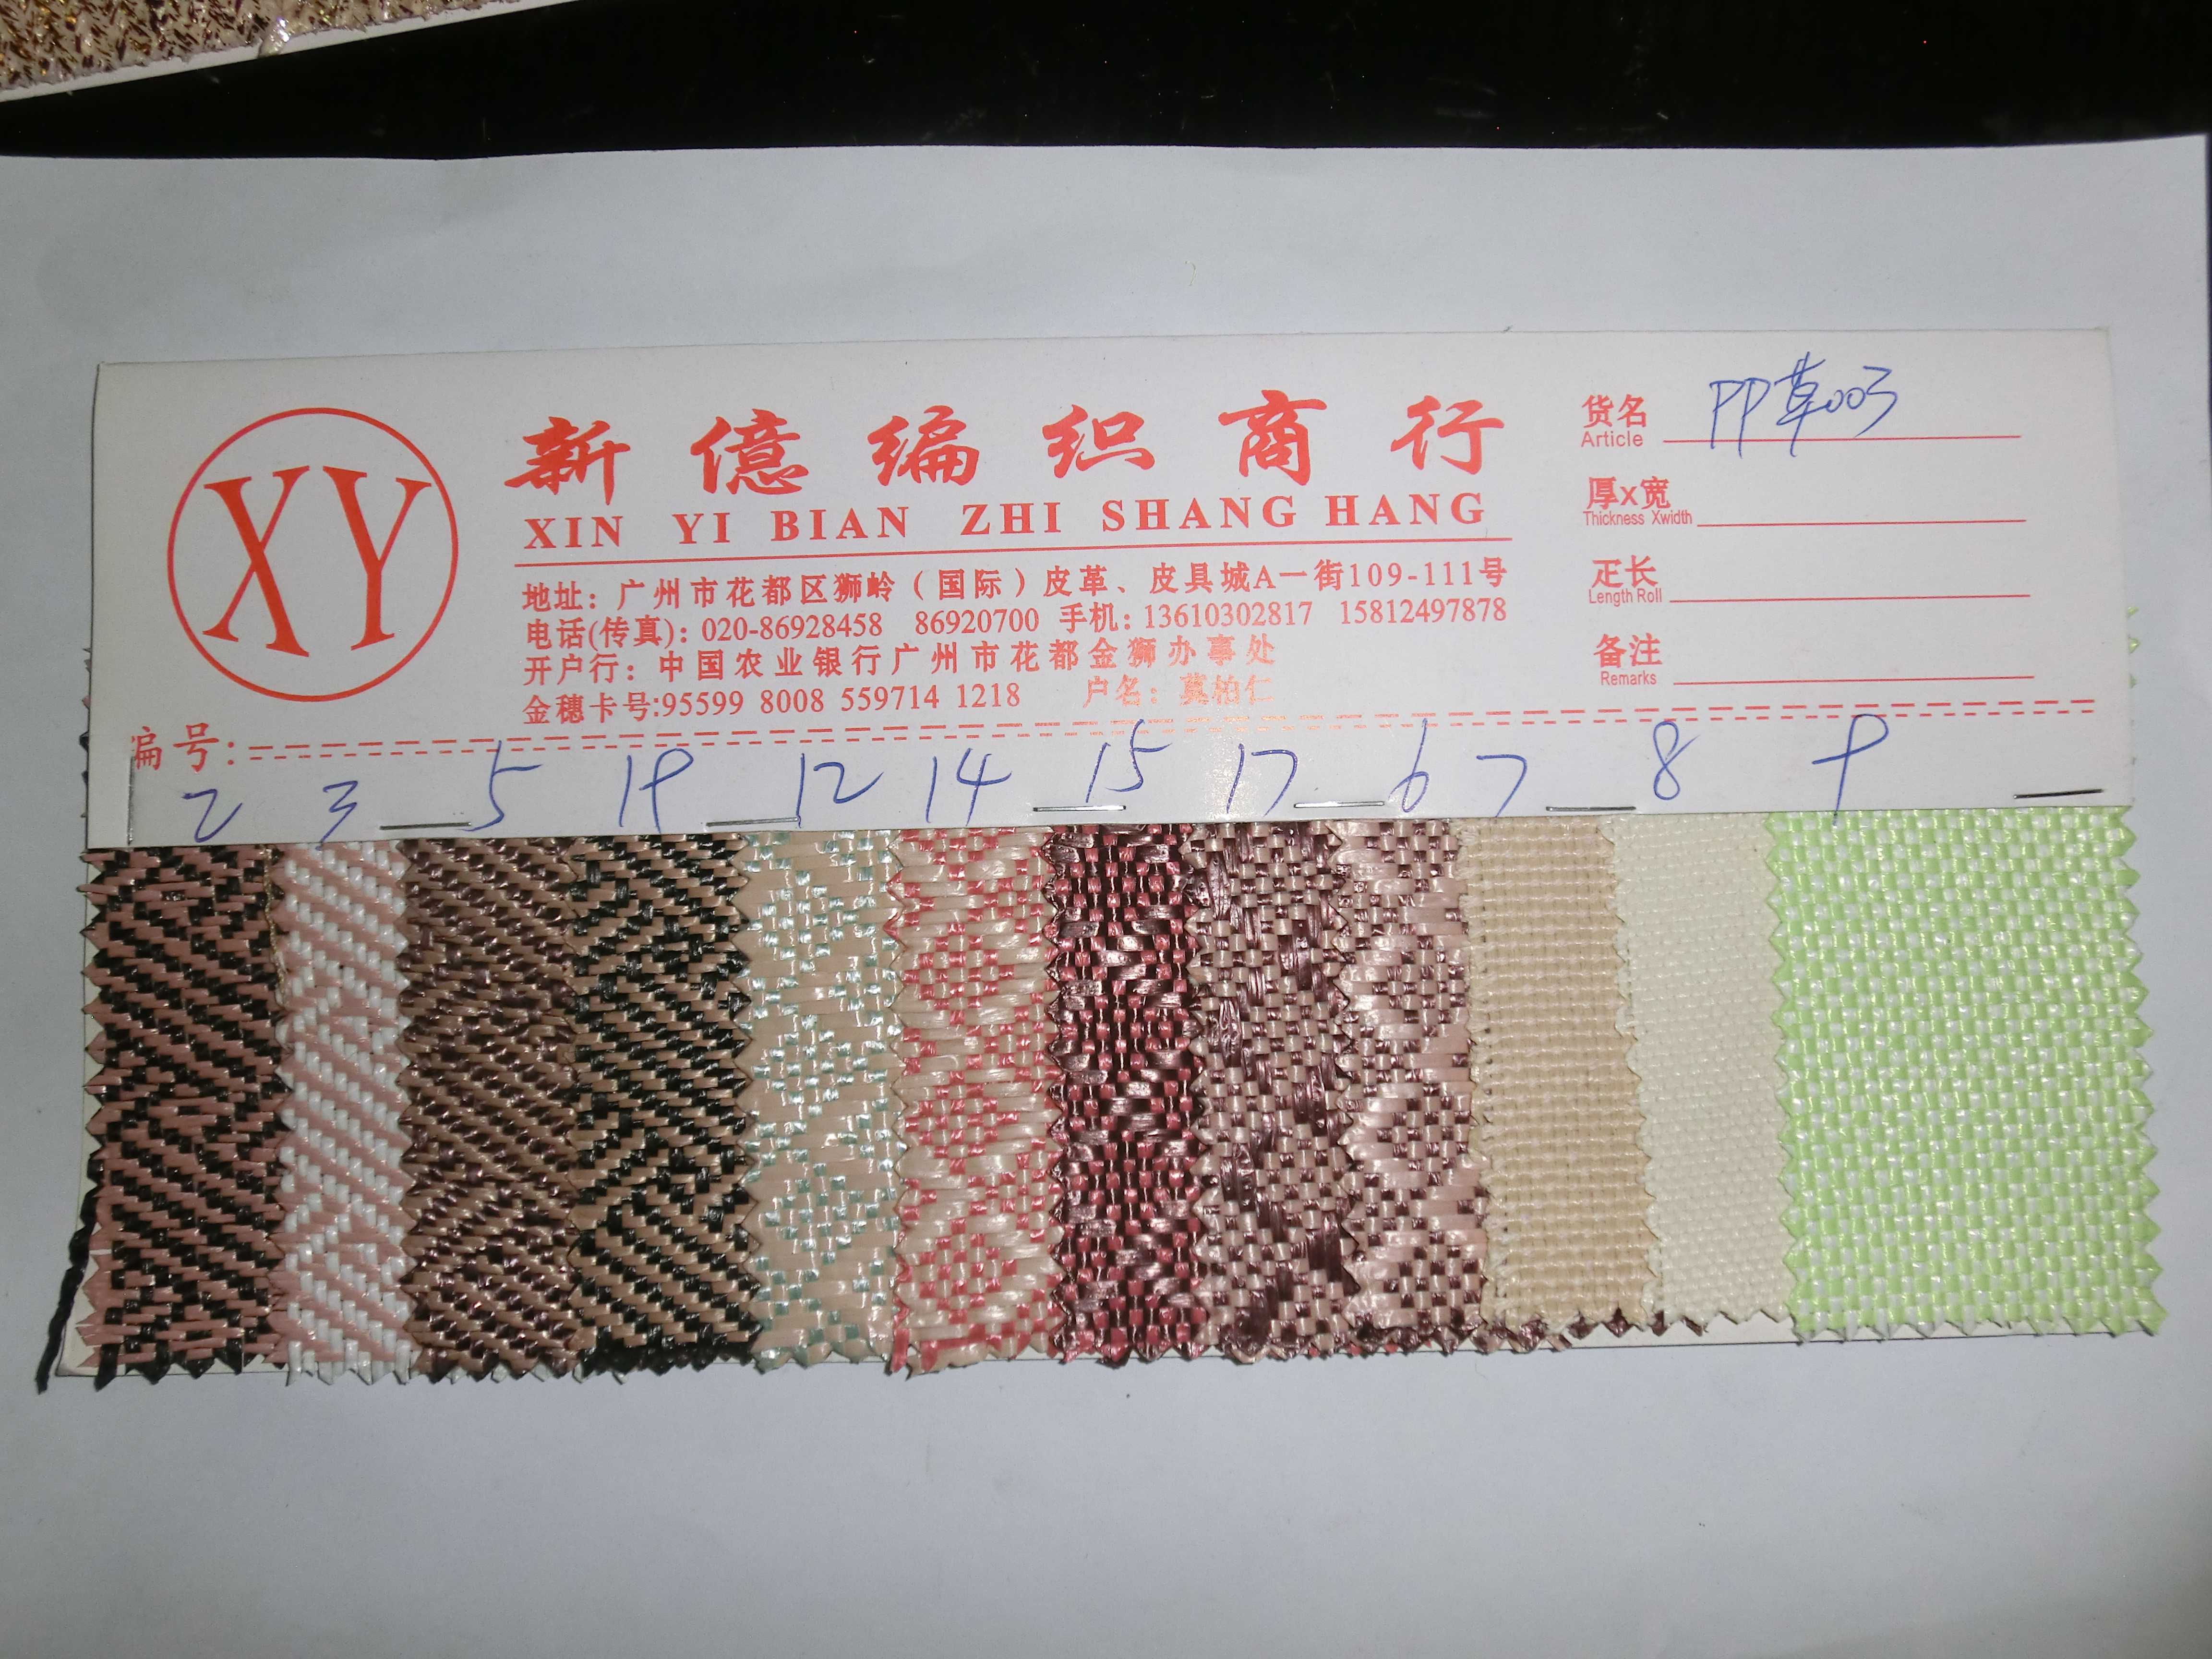 XY
新億编织商行
XIN YI BIAN ZHI SHANG HANG
地址：广州市花都区狮岭（国际）皮革、皮具城A一街109-111号
电话(传真)：020-86928458 86920700 手机：13610302817 15812497878
开户行：中国农业银行广州市花都金狮办事处
金穗卡号:95599 8008 559714 1218 户名：莫柏仁
货名 PP草003
Article
厚x宽
Thickness Xwidth
疋长
Length Roll
备注
Remarks
编号:
2 3 5 19 12 14 15 17 6 7 8 9